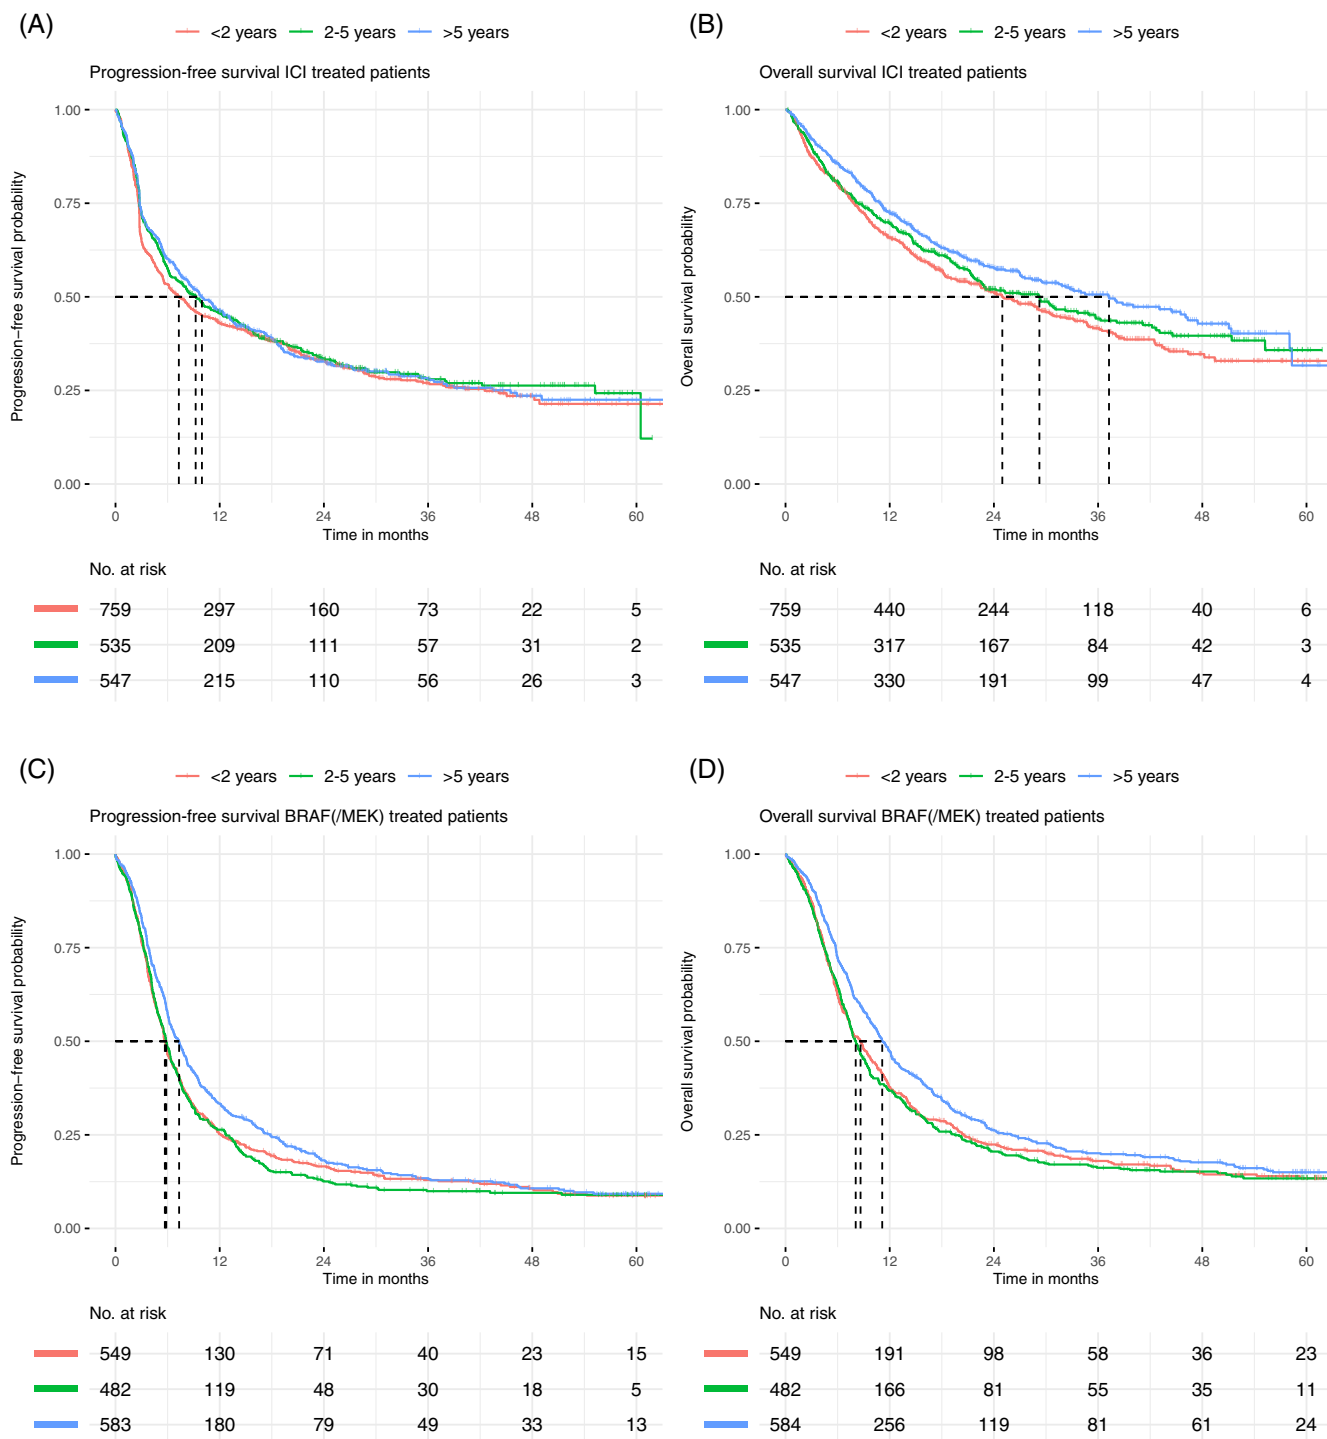 (A)
<2 years 2-5 years >5 years
Progression-free survival ICI treated patients
Progression–free survival probability
1.00
0.75
0.50
0.25
0.00
0 12 24 36 48 60
Time in months
No. at risk
759 297 160 73 22 5
535 209 111 57 31 2
547 215 110 56 26 3
(B)
<2 years 2-5 years >5 years
Overall survival ICI treated patients
Overall survival probability
1.00
0.75
0.50
0.25
0.00
0 12 24 36 48 60
Time in months
No. at risk
759 440 244 118 40 6
535 317 167 84 42 3
547 330 191 99 47 4
(C)
<2 years 2-5 years >5 years
Progression-free survival BRAF(/MEK) treated patients
Progression–free survival probability
1.00
0.75
0.50
0.25
0.00
0 12 24 36 48 60
Time in months
No. at risk
549 130 71 40 23 15
482 119 48 30 18 5
583 180 79 49 33 13
(D)
<2 years 2-5 years >5 years
Overall survival BRAF(/MEK) treated patients
Overall survival probability
1.00
0.75
0.50
0.25
0.00
0 12 24 36 48 60
Time in months
No. at risk
549 191 98 58 36 23
482 166 81 55 35 11
584 256 119 81 61 24